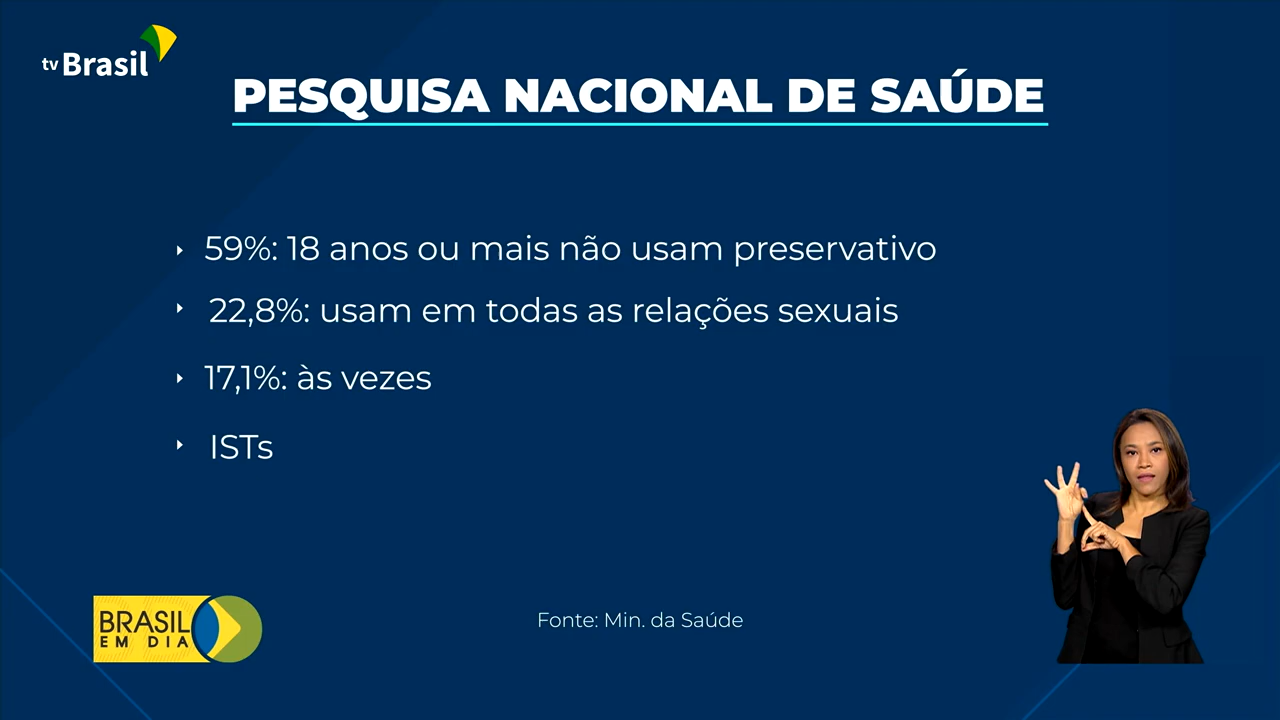 tv Brasil
PESQUISA NACIONAL DE SAÚDE
59%: 18 anos ou mais não usam preservativo
22,8%: usam em todas as relações sexuais
17,1%: às vezes
ISTs
BRASIL
EM DIA
Fonte: Min. da Saúde